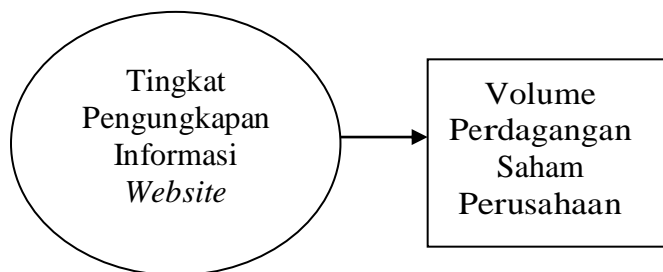 Tingkat
Pengungkapan
Informasi
Website
Volume
Perdagangan
Saham
Perusahaan